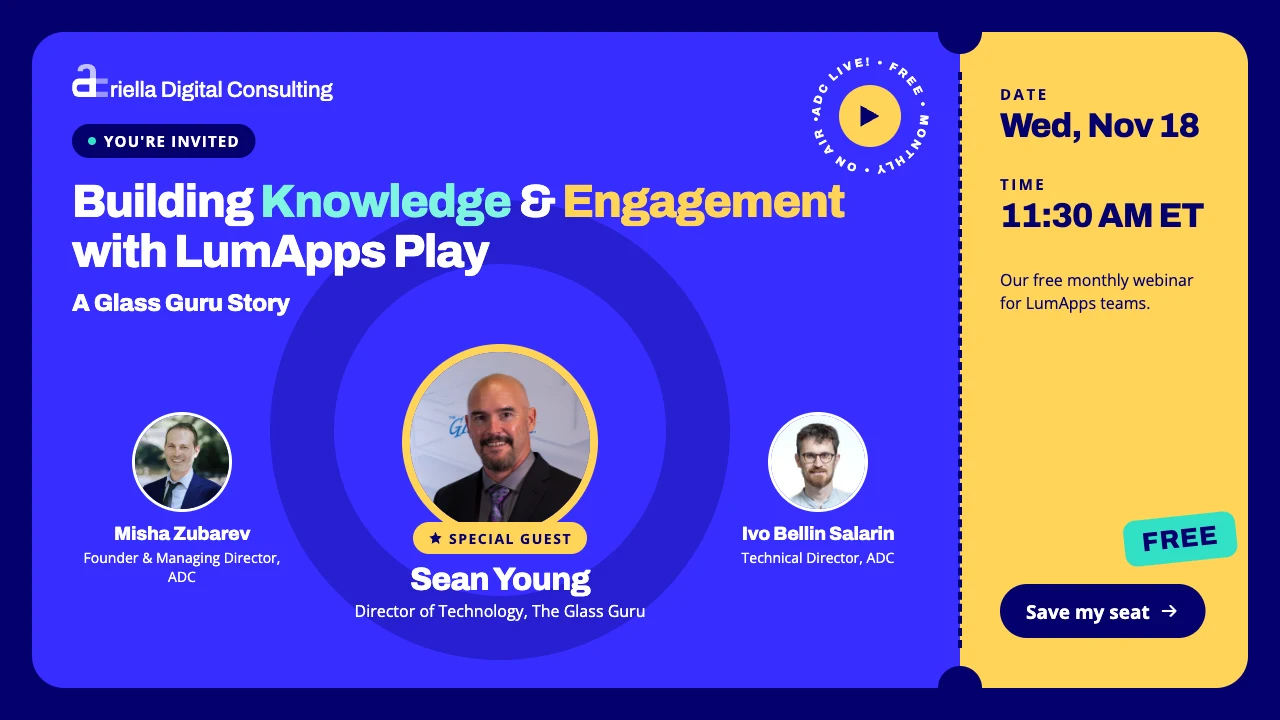 ariella Digital Consulting
YOU'RE INVITED
Building Knowledge & Engagement
with LumApps Play
A Glass Guru Story
ADC LIVE! • FREE • MONTHLY • ON AIR •
Misha Zubarev
Founder & Managing Director,
ADC
SPECIAL GUEST
Sean Young
Director of Technology, The Glass Guru
Ivo Bellin Salarin
Technical Director, ADC
DATE
Wed, Nov 18
TIME
11:30 AM ET
Our free monthly webinar
for LumApps teams.
FREE
Save my seat →